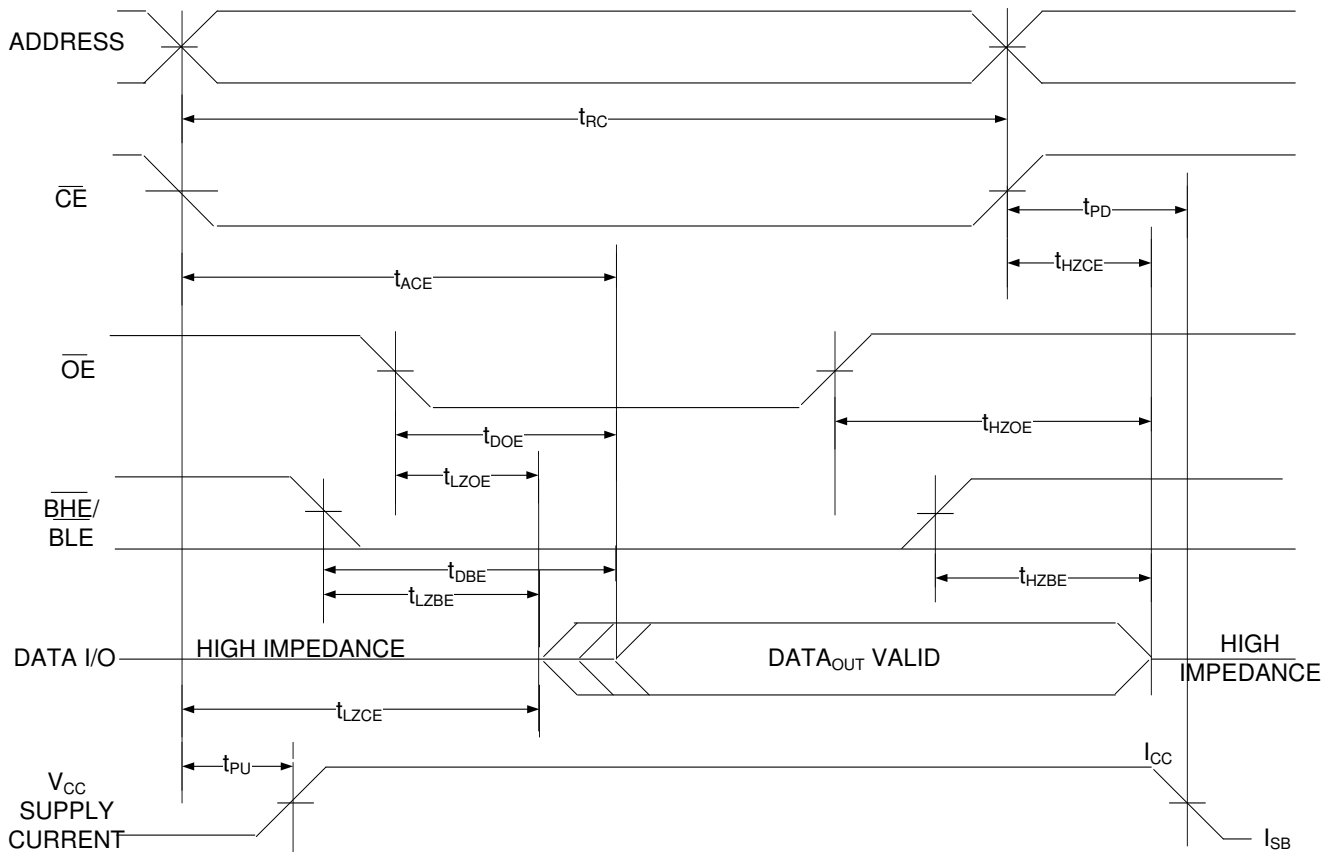 ADDRESS
tRC
CE
tPD
tHZCE
tACE
OE
tDOE
tHZOE
tLZOE
BHE/
BLE
tDBE
tHZBE
tLZBE
DATA I/O
HIGH IMPEDANCE
DATAOUT VALID
HIGH
IMPEDANCE
tLZCE
tPU
ICC
VCC
SUPPLY
CURRENT
ISB